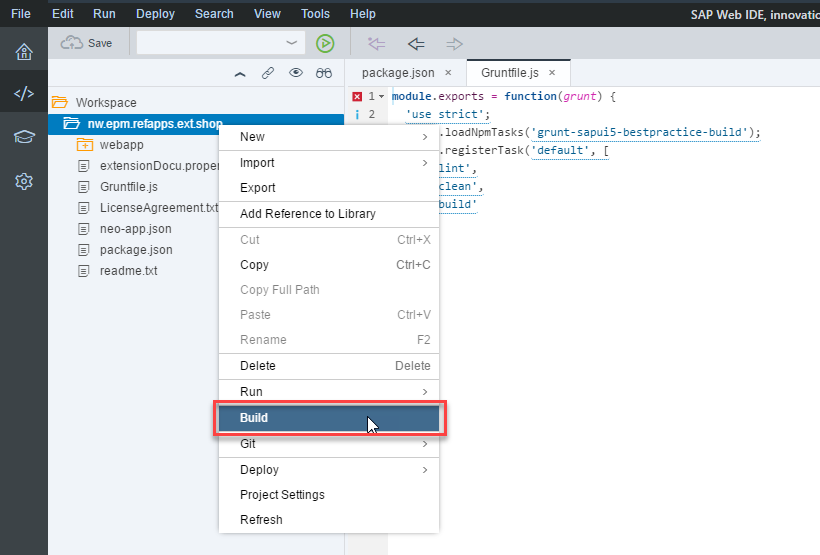 File Edit Run Deploy Search View Tools Help SAP Web IDE, innovatio
Save
package.json × Gruntfile.js ×
Workspace
nw.epm.refapps.ext.shop
webapp
extensionDocu.proper
Gruntfile.js
LicenseAgreement.txt
neo-app.json
package.json
readme.txt
1 module.exports = function(grunt) {
2 'use strict';
.loadNpmTasks('grunt-sapui5-bestpractice-build');
.registerTask('default', [
lint',
clean',
build'
New
Import
Export
Add Reference to Library
Cut Ctrl+X
Copy Ctrl+C
Copy Full Path
Paste Ctrl+V
Rename F2
Delete Delete
Run
Build
Git
Deploy
Project Settings
Refresh